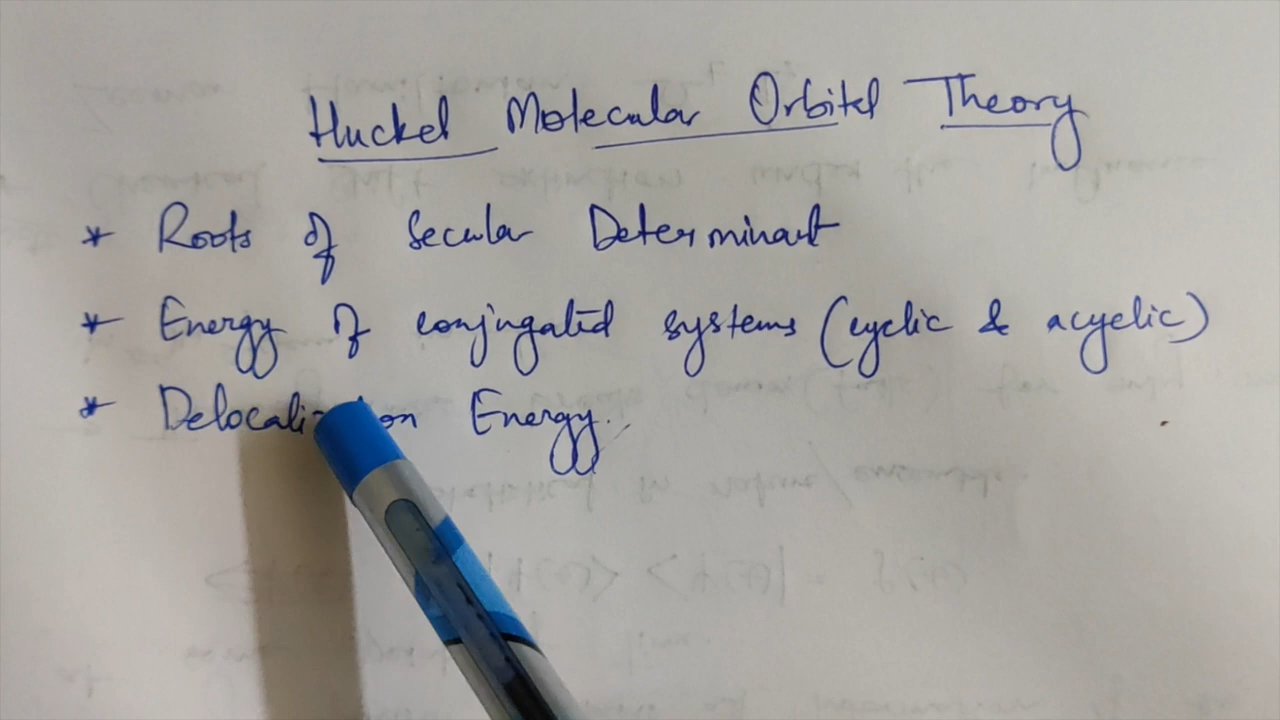 Huckel Molecular Orbital Theory
* Roots of Secular Determinant
* Energy of conjugated systems (cyclic & acyclic)
* Energy.